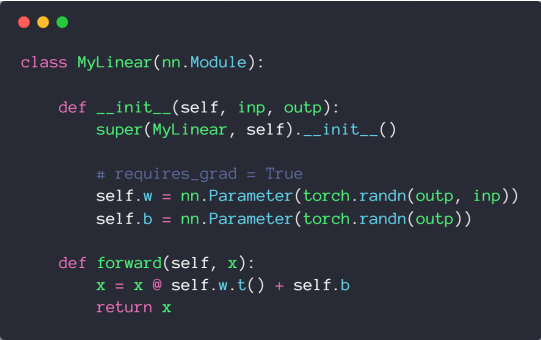 class MyLinear(nn.Module):
    def __init__(self, inp, outp):
        super(MyLinear, self).__init__()
        # requires_grad = True
        self.w = nn.Parameter(torch.randn(outp, inp))
        self.b = nn.Parameter(torch.randn(outp))
    def forward(self, x):
        x = x @ self.w.t() + self.b
        return x